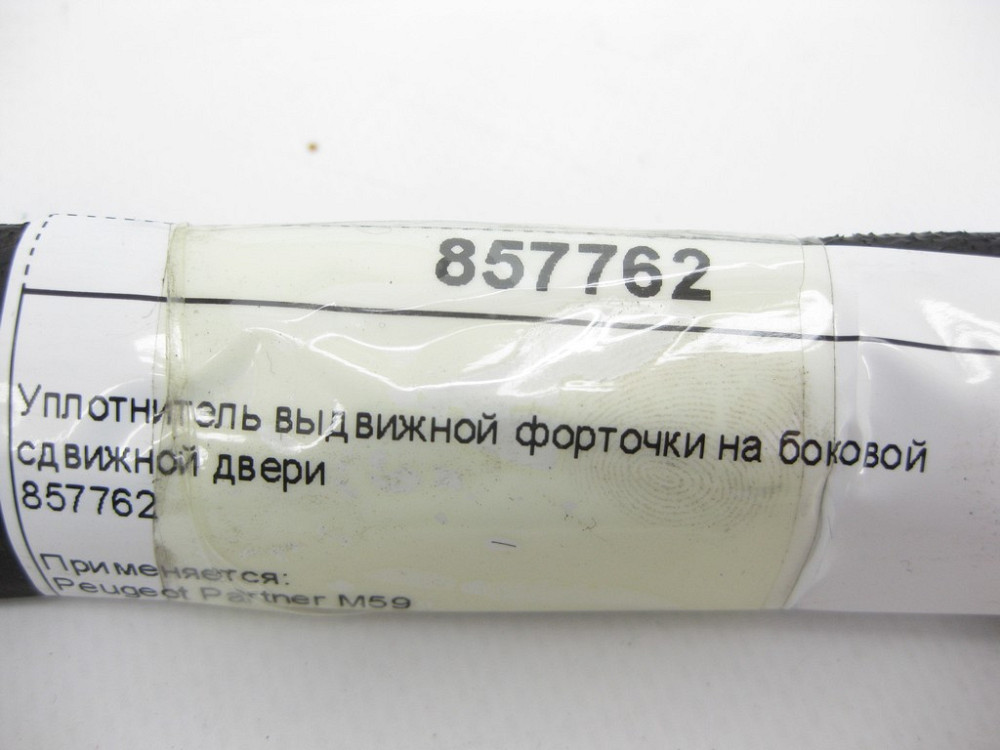 857762
Уплотнитель выдвижной форточки на боковой
сдвижной двери
857762
Применяется:
Peugeot Partner M59